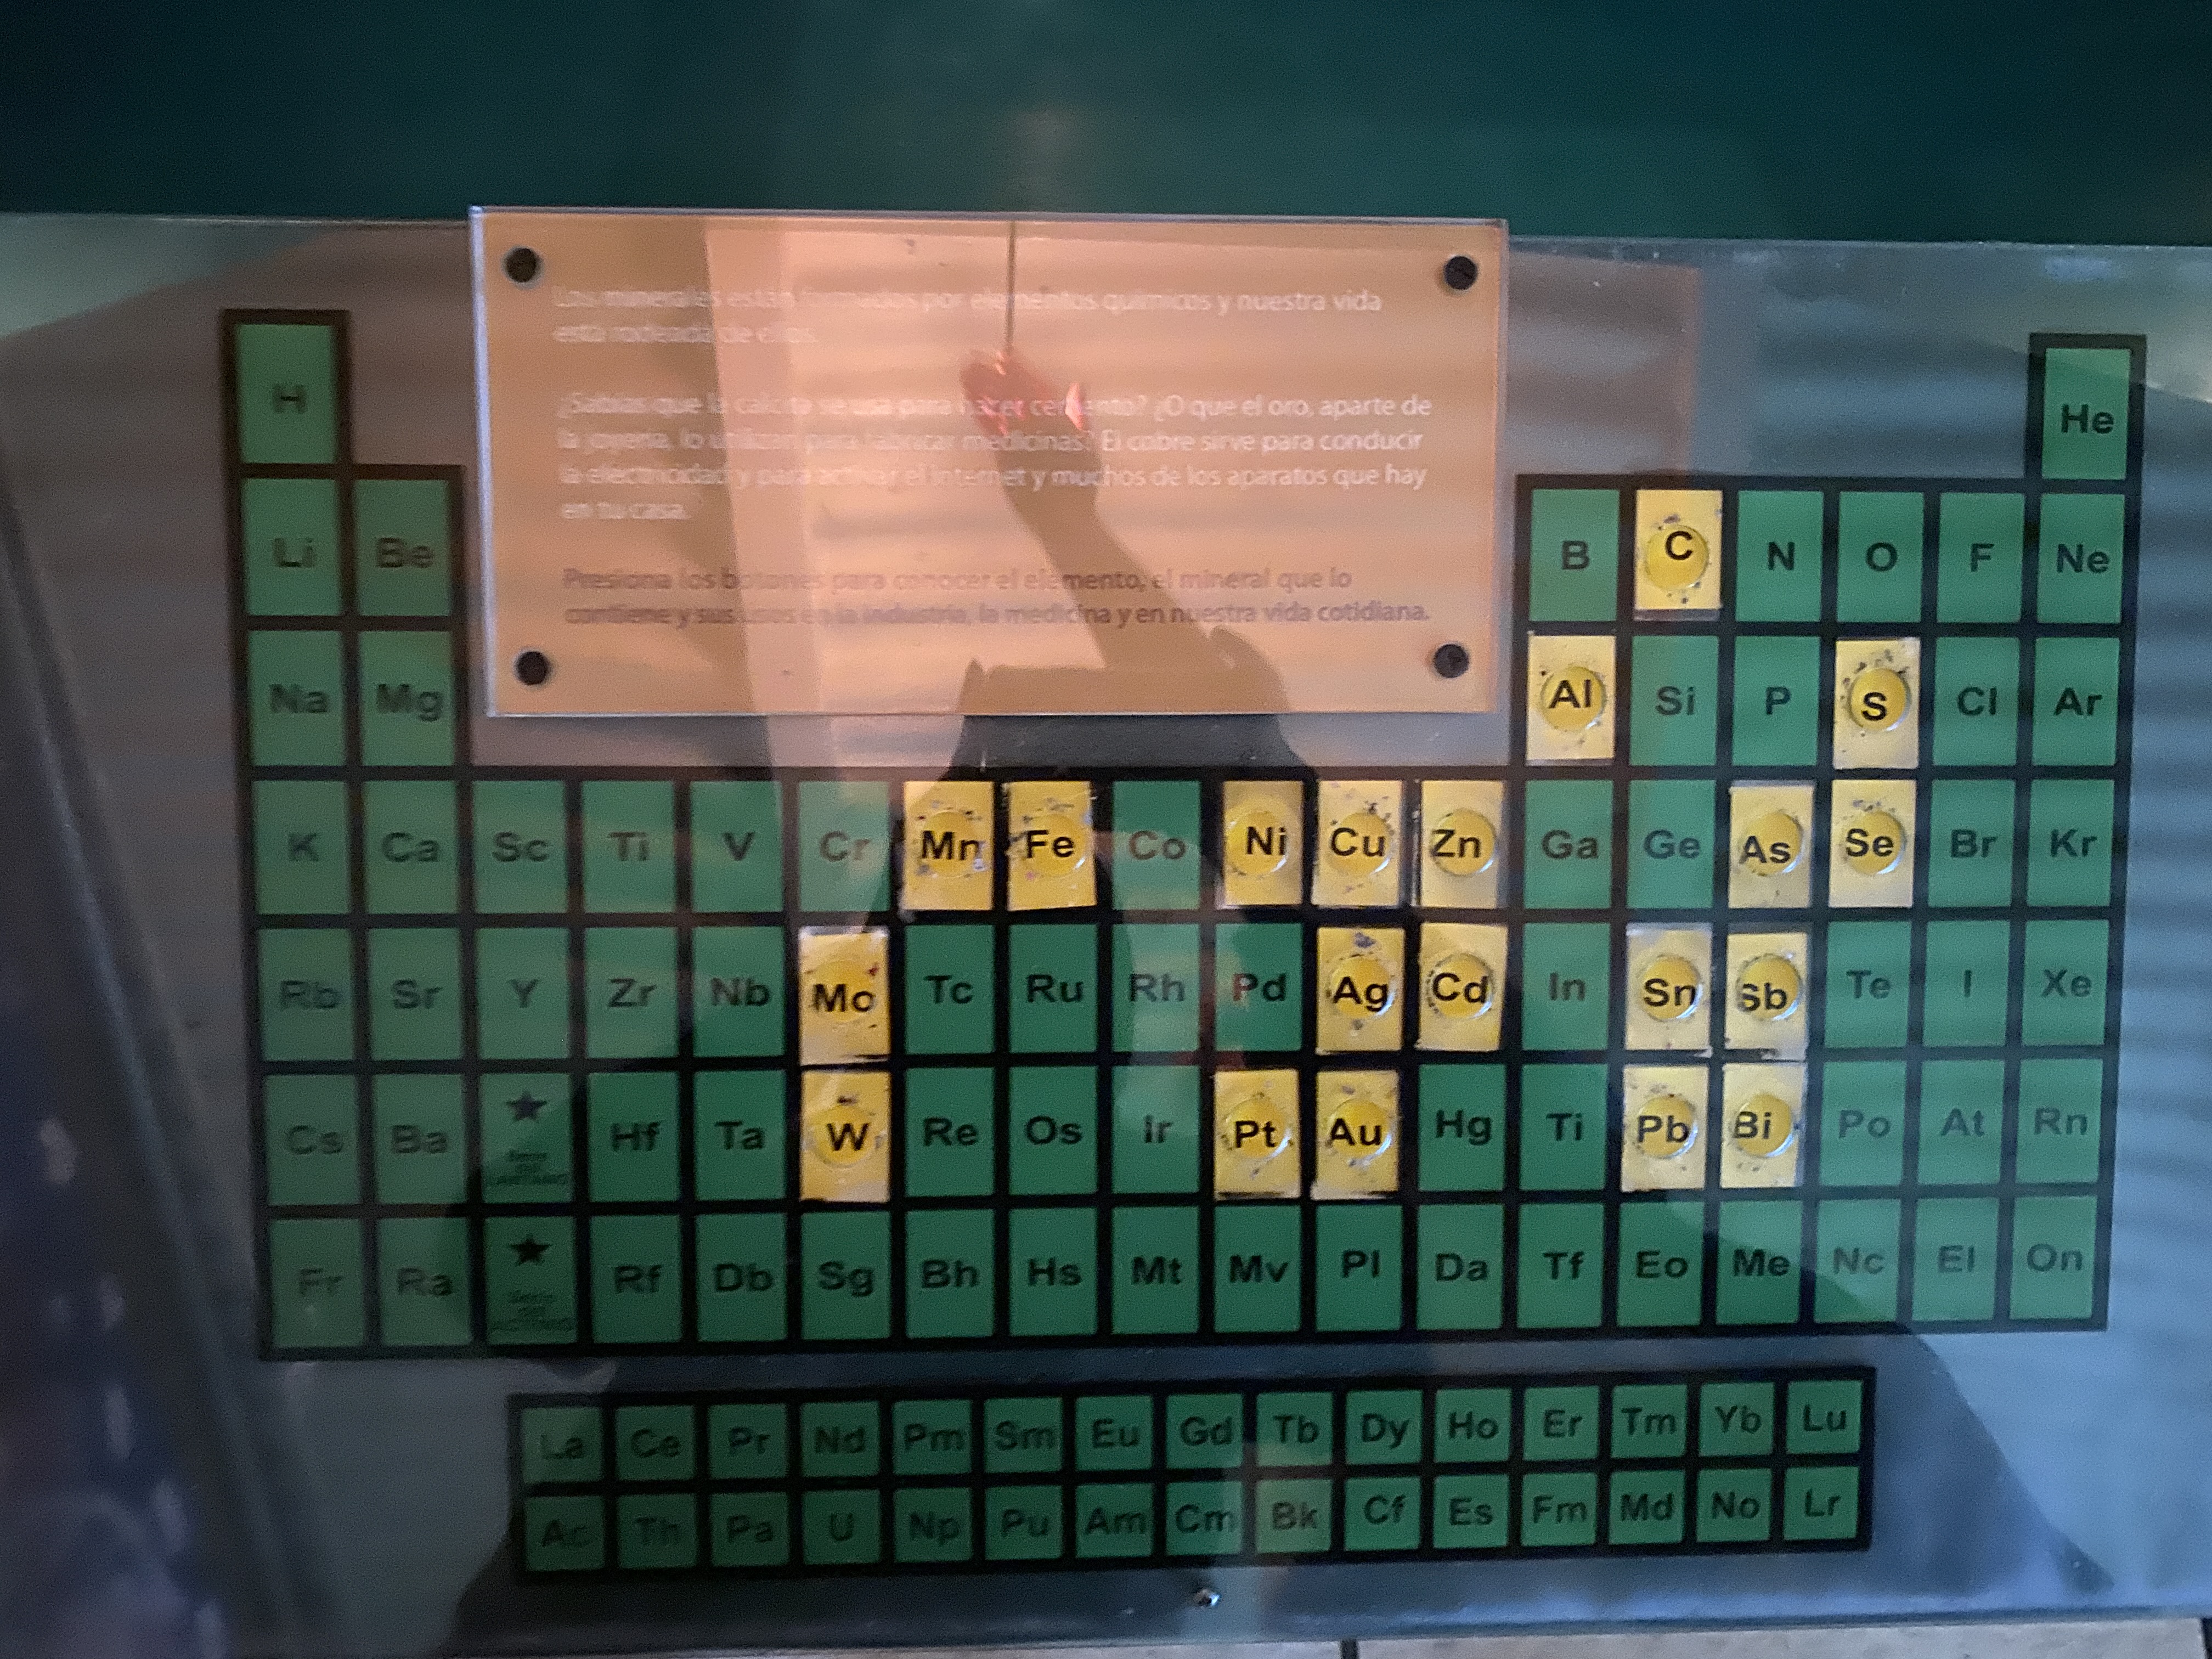 Los minerales están formados por elementos químicos y nuestra vida
está rodeada de ellos.
¿Sabías que la calcita se usa para hacer cemento? ¿O que el oro, aparte de
la joyería, lo utilizan para fabricar medicinas? El cobre sirve para conducir
la electricidad y para activar el internet y muchos de los aparatos que hay
en tu casa.
Presiona los botones para conocer el elemento, el mineral que lo
contiene y sus usos en la industria, la medicina y en nuestra vida cotidiana.
H He
Li Be B C N O F Ne
Na Mg Al Si P S Cl Ar
K Ca Sc Ti V Cr Mn Fe Co Ni Cu Zn Ga Ge As Se Br Kr
Rb Sr Y Zr Nb Mo Tc Ru Rh Pd Ag Cd In Sn Sb Te I Xe
Cs Ba Hf Ta W Re Os Ir Pt Au Hg Ti Pb Bi Po At Rn
Fr Ra Rf Db Sg Bh Hs Mt Mv Pl Da Tf Eo Me Nc El On
La Ce Pr Nd Pm Sm Eu Gd Tb Dy Ho Er Tm Yb Lu
Ac Th Pa U Np Pu Am Cm Bk Cf Es Fm Md No Lr